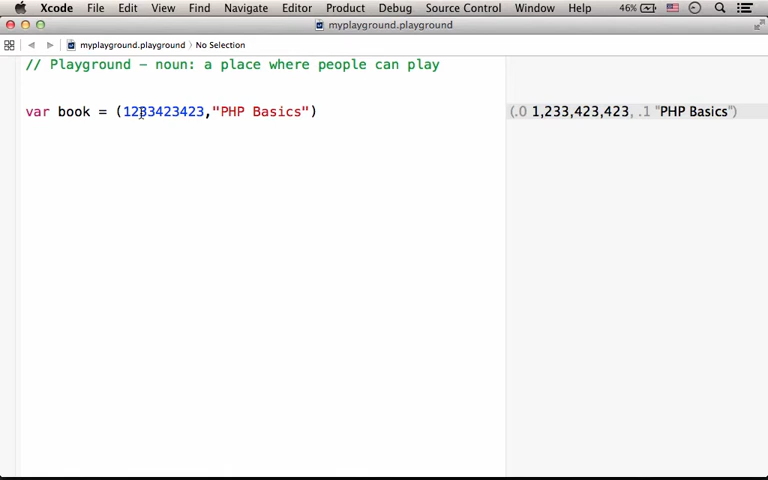 Xcode File Edit View Find Navigate Editor Product Debug Source Control Window Help 46%
myplayground.playground
myplayground.playground 〉 No Selection
// Playground – noun: a place where people can play
var book = (1233423423,"PHP Basics")
(.0 1,233,423,423, .1 "PHP Basics")